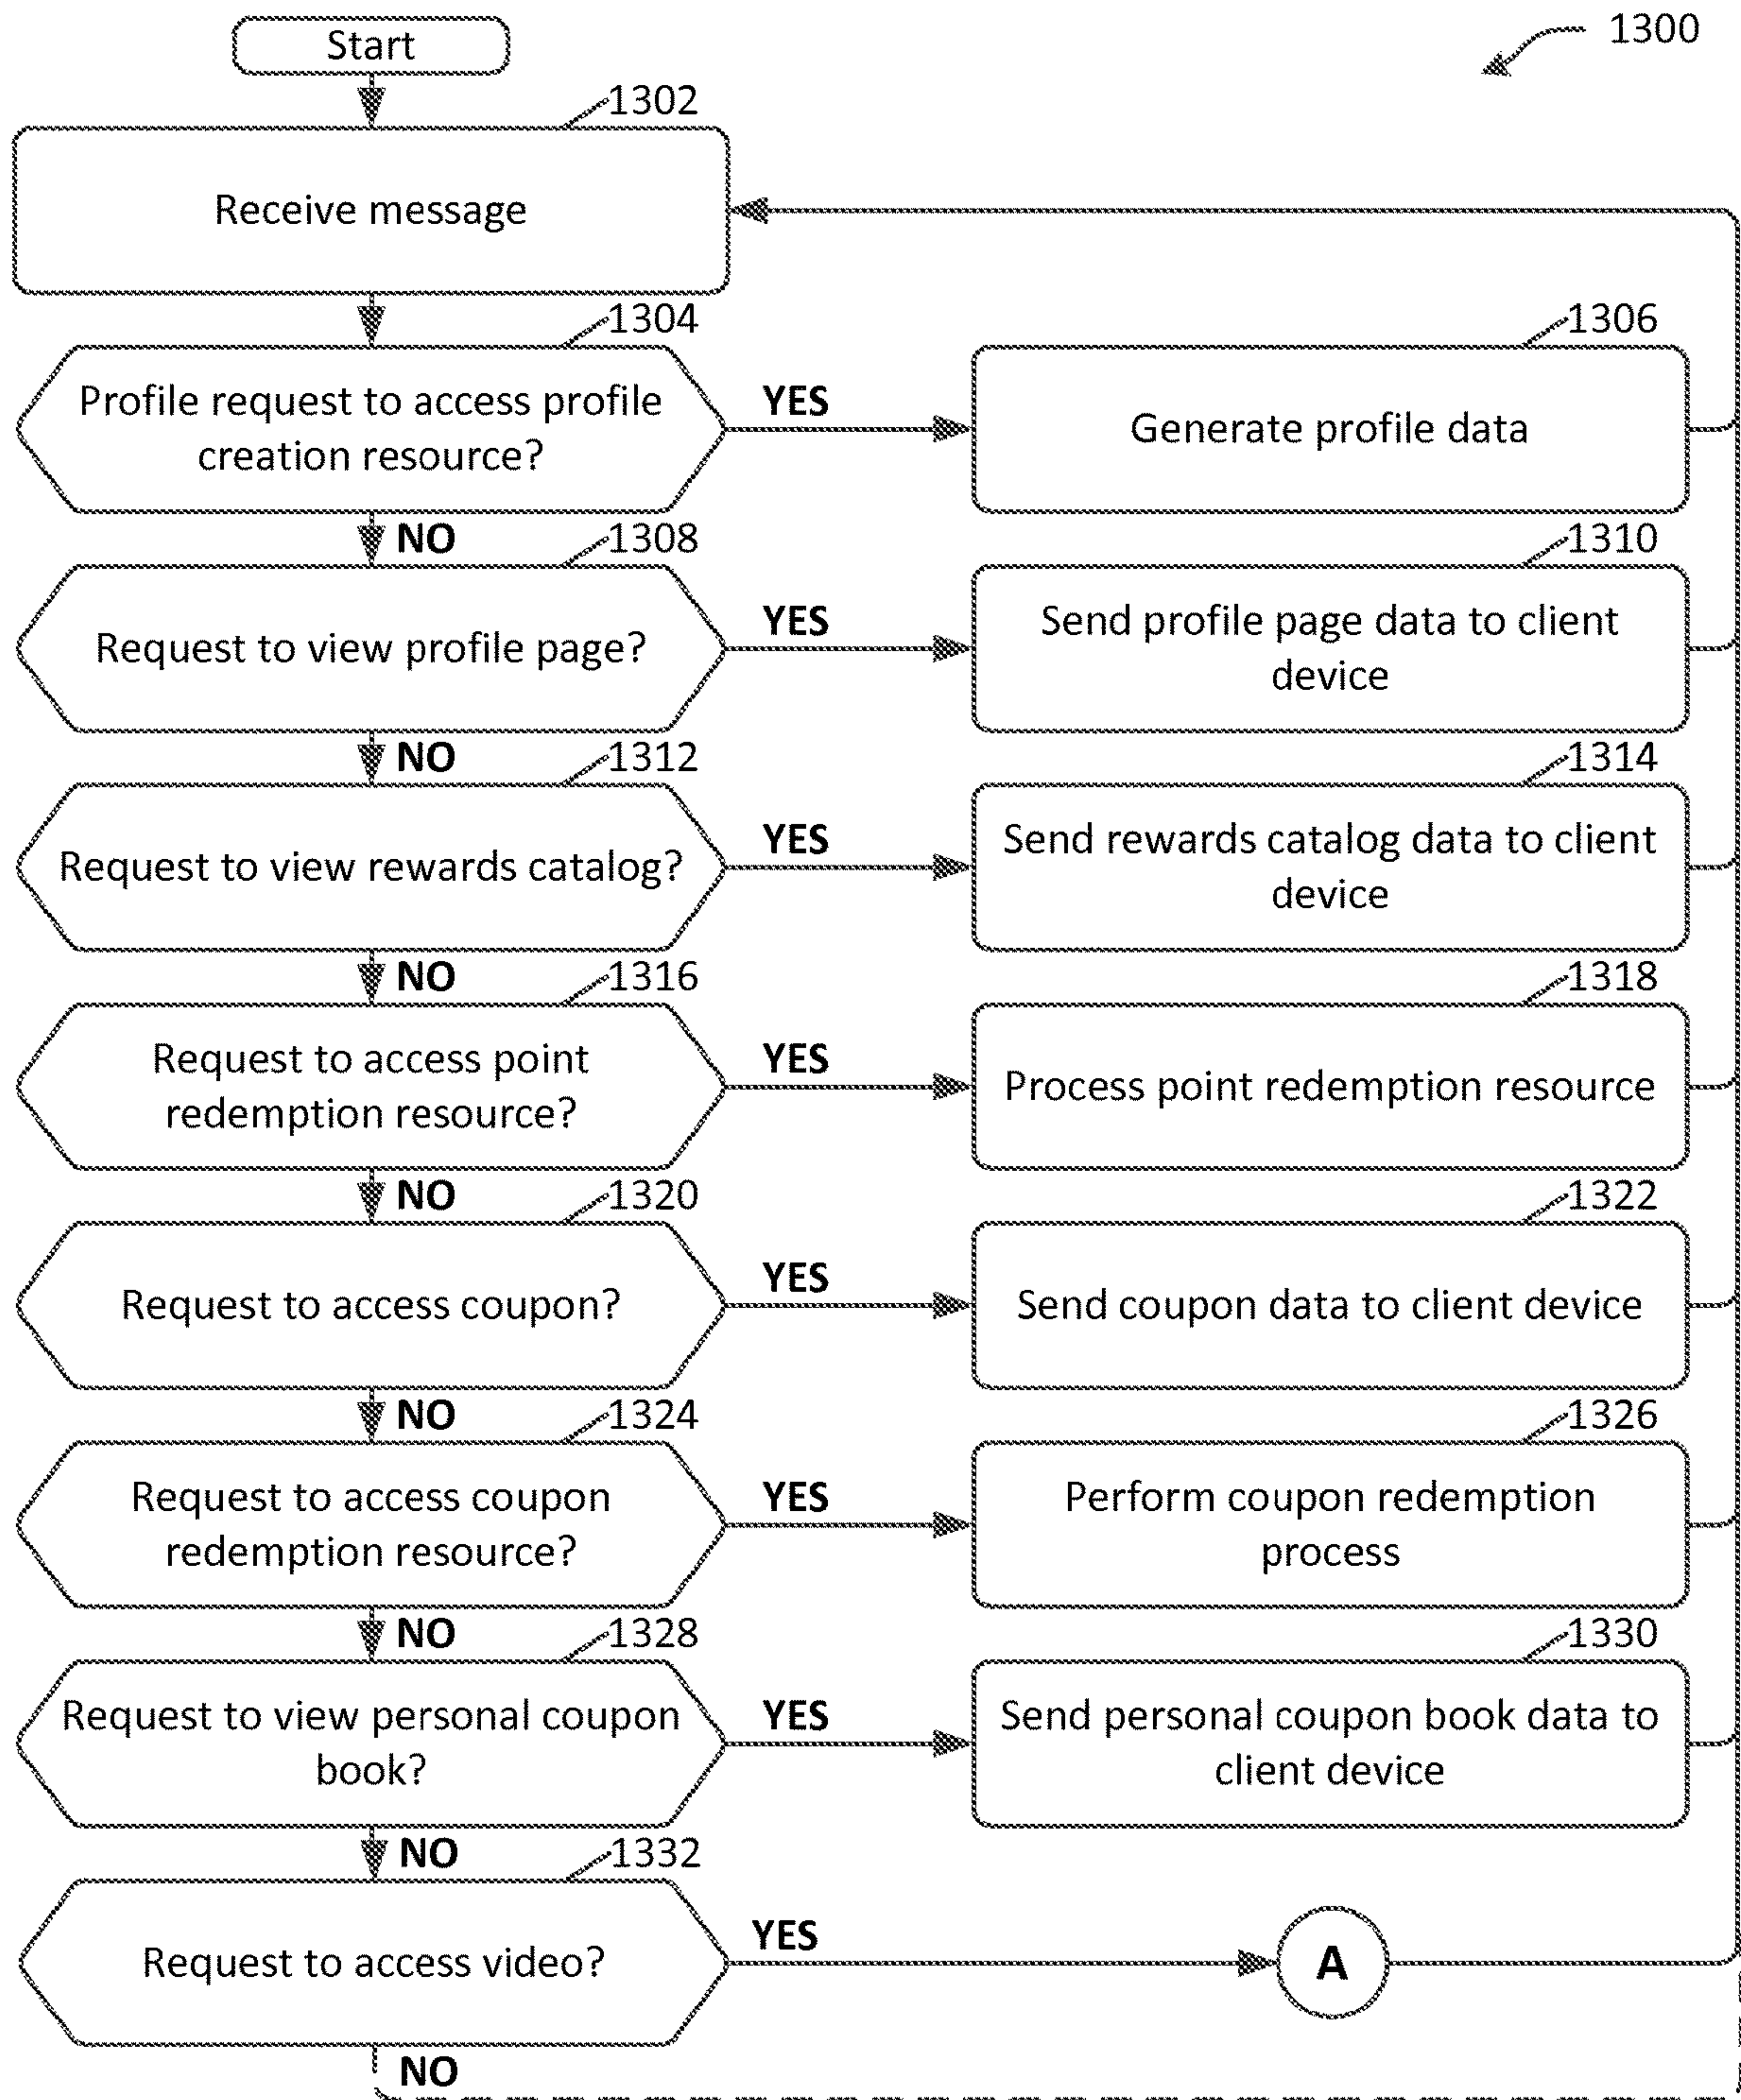 Start
1300
1302
Receive message
1304
Profile request to access profile
creation resource?
YES
1306
Generate profile data
NO
1308
Request to view profile page?
YES
1310
Send profile page data to client
device
NO
1312
Request to view rewards catalog?
YES
1314
Send rewards catalog data to client
device
NO
1316
Request to access point
redemption resource?
YES
1318
Process point redemption resource
NO
1320
Request to access coupon?
YES
1322
Send coupon data to client device
NO
1324
Request to access coupon
redemption resource?
YES
1326
Perform coupon redemption
process
NO
1328
Request to view personal coupon
book?
YES
1330
Send personal coupon book data to
client device
NO
1332
Request to access video?
YES
A
NO